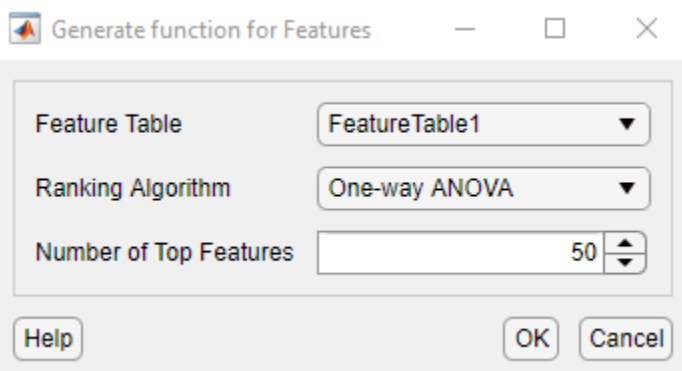 Generate function for Features
Feature Table FeatureTable1
Ranking Algorithm One-way ANOVA
Number of Top Features 50
Help OK Cancel